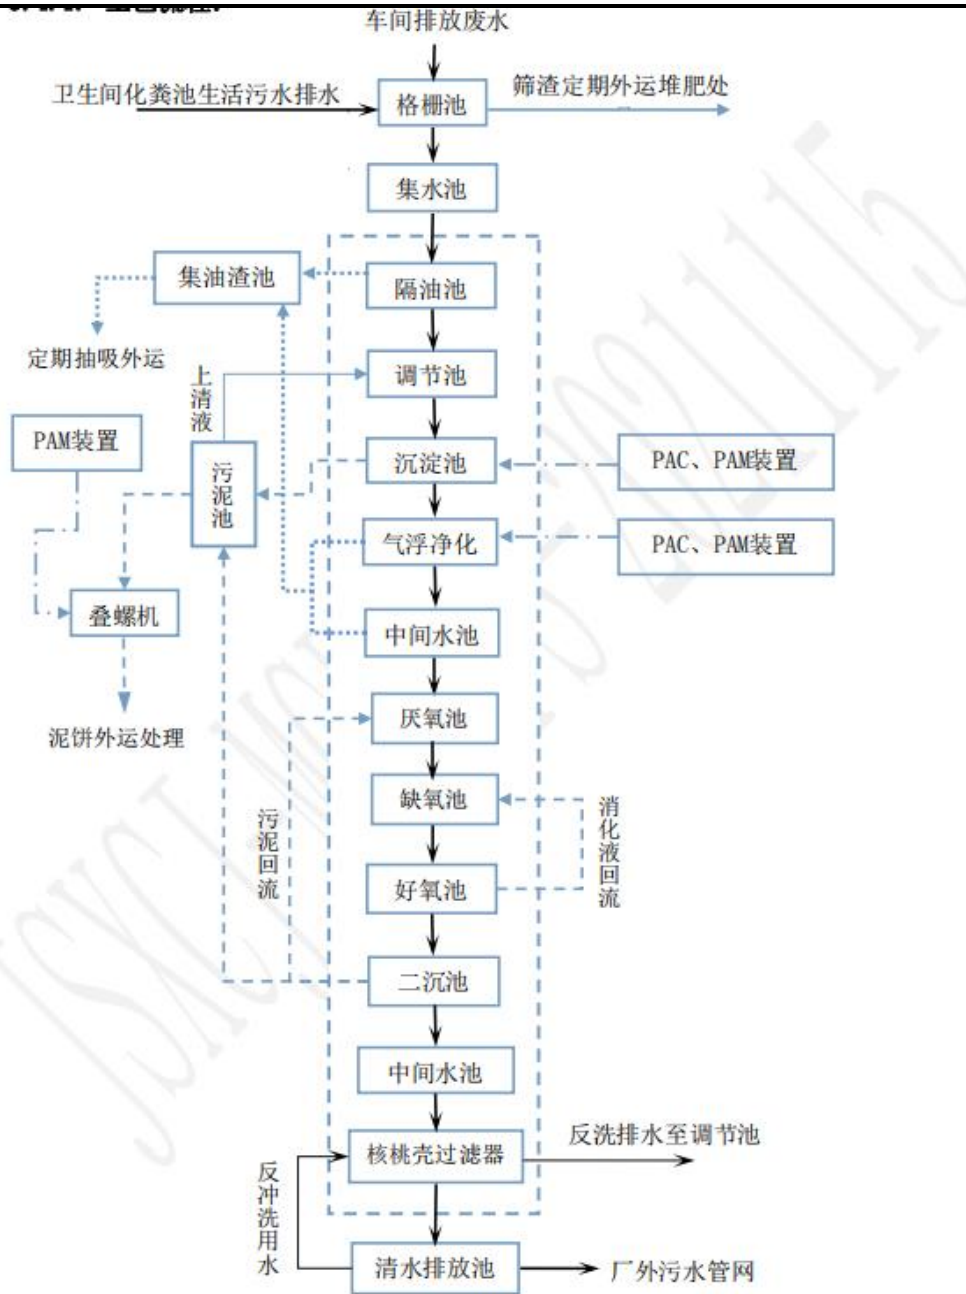 车间排放废水
卫生间化粪池生活污水排水
格栅池
筛渣定期外运堆肥处
集水池
集油渣池
隔油池
定期抽吸外运
上清液
调节池
PAM装置
污泥池
沉淀池
PAC、PAM装置
气浮净化
PAC、PAM装置
叠螺机
中间水池
泥饼外运处理
厌氧池
缺氧池
污泥回流
消化液回流
好氧池
二沉池
中间水池
核桃壳过滤器
反洗排水至调节池
反冲洗用水
清水排放池
厂外污水管网